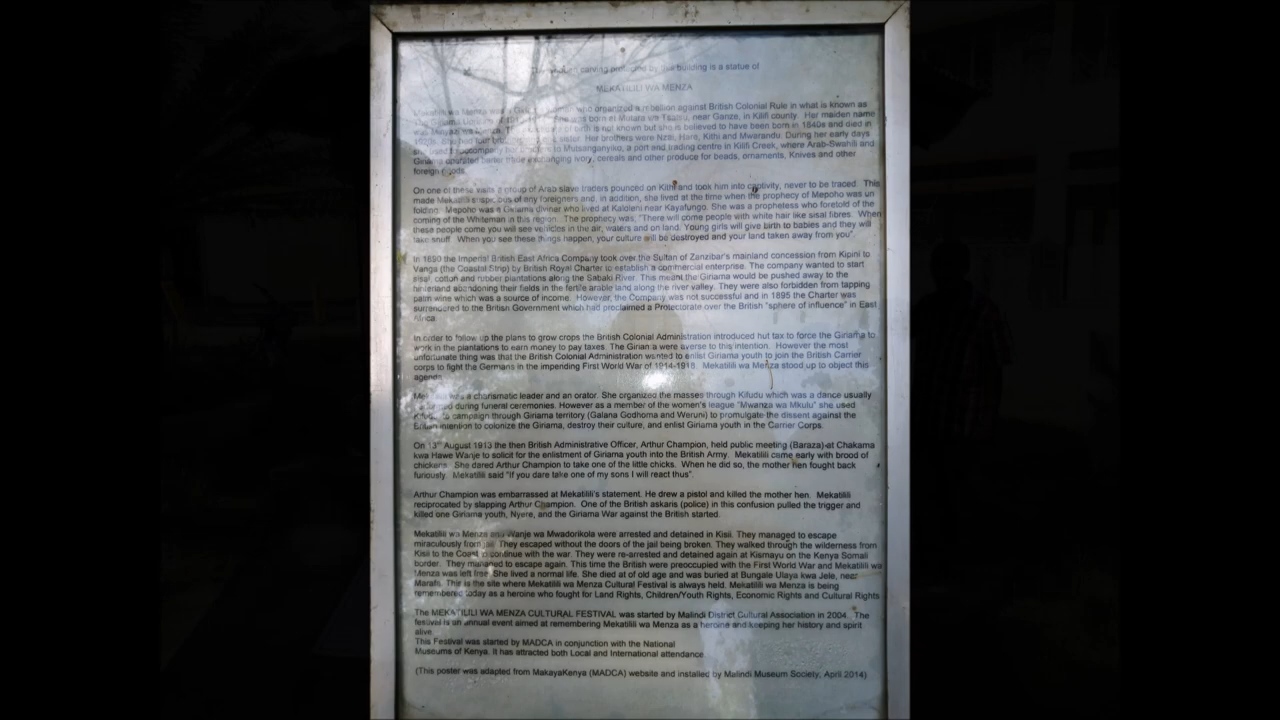 carving protected by this building is a statue of
MEKATILILI WA MENZA
Mekatilili wa Menza was a who organized a rebellion against British Colonial Rule in what is known as
the Giriama Uprising of was born at Mutara wa Tsatsu, near Ganze, in Kilifi county. Her maiden name
was of birth is not known but she is believed to have been born in 1840s and died in
She had four sister. Her brothers were Nzai, Hare, Kithi and Mwarandu. During her early days
she used to accompany to Mutsanganyiko, a port and trading centre in Kilifi Creek, where Arab-Swahili and
Giriama operated barter trade exchanging ivory, cereals and other produce for beads, ornaments, Knives and other
foreign goods.
On one of these visits a group of Arab slave traders pounced on Kithi and took him into captivity, never to be traced. This
made Mekatilili suspicious of any foreigners and, in addition, she lived at the time when the prophecy of Mepoho was un
folding. Mepoho was a Giriama diviner who lived at Kaloleni near Kayafungo. She was a prophetess who foretold of the
coming of the Whiteman in this region. The prophecy was, "There will come people with white hair like sisal fibres. When
these people come you will see vehicles in the air, waters and on land. Young girls will give birth to babies and they will
take snuff. When you see these things happen, your culture will be destroyed and your land taken away from you".
In 1890 the Imperial British East Africa Company took over the Sultan of Zanzibar's mainland concession from Kipini to
Vanga (the Coastal Strip) by British Royal Charter to establish a commercial enterprise. The company wanted to start
sisal, cotton and rubber plantations along the Sabaki River. This meant the Giriama would be pushed away to the
hinterland abandoning their fields in the fertile arable land along the river valley. They were also forbidden from tapping
palm wine which was a source of income. However, the Company was not successful and in 1895 the Charter was
surrendered to the British Government which had proclaimed a Protectorate over the British "sphere of influence" in East
Africa.
In order to follow up the plans to grow crops the British Colonial Administration introduced hut tax to force the Giriama to
work in the plantations to earn money to pay taxes. The Giriama were averse to this intention. However the most
unfortunate thing was that the British Colonial Administration wanted to enlist Giriama youth to join the British Carrier
corps to fight the Germans in the impending First World War of 1914-1918. Mekatilili wa Menza stood up to object this
agenda.
Mekatilili was a charismatic leader and an orator. She organized the masses through Kifudu which was a dance usually
performed during funeral ceremonies. However as a member of the women's league "Mwanza wa Mkulu" she used
Kifudu to campaign through Giriama territory (Galana Godhoma and Weruni) to promulgate the dissent against the
British intention to colonize the Giriama, destroy their culture, and enlist Giriama youth in the Carrier Corps.
On 13th August 1913 the then British Administrative Officer, Arthur Champion, held public meeting (Baraza) at Chakama
kwa Hawe Wanje to solicit for the enlistment of Giriama youth into the British Army. Mekatilili came early with brood of
chickens. She dared Arthur Champion to take one of the little chicks. When he did so, the mother hen fought back
furiously. Mekatilili said "If you dare take one of my sons I will react thus".
Arthur Champion was embarrassed at Mekatilili's statement. He drew a pistol and killed the mother hen. Mekatilili
reciprocated by slapping Arthur Champion. One of the British askaris (police) in this confusion pulled the trigger and
killed one Giriama youth, Nyere, and the Giriama War against the British started.
Mekatilili wa Menza and Wanje wa Mwadorikola were arrested and detained in Kisii. They managed to escape
miraculously from jail. They escaped without the doors of the jail being broken. They walked through the wilderness from
Kisii to the Coast to continue with the war. They were re-arrested and detained again at Kismayu on the Kenya Somali
border. They managed to escape again. This time the British were preoccupied with the First World War and Mekatilili wa
Menza was left free. She lived a normal life. She died at of old age and was buried at Bungale Ulaya kwa Jele, near
Marafa. This is the site where Mekatilili wa Menza Cultural Festival is always held. Mekatilili wa Menza is being
remembered today as a heroine who fought for Land Rights, Children/Youth Rights, Economic Rights and Cultural Rights
The MEKATILILI WA MENZA CULTURAL FESTIVAL was started by Malindi District Cultural Association in 2004. The
festival is an annual event aimed at remembering Mekatilili wa Menza as a heroine and keeping her history and spirit
alive.
This Festival was started by MADCA in conjunction with the National
Museums of Kenya. It has attracted both Local and International attendance.
(This poster was adapted from MakayaKenya (MADCA) website and installed by Malindi Museum Society, April 2014)